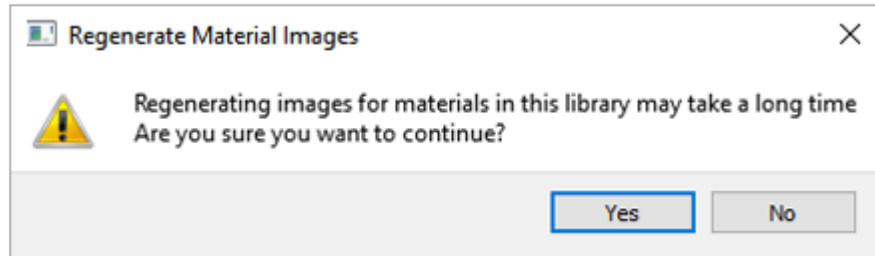 Regenerate Material Images
Regenerating images for materials in this library may take a long time
Are you sure you want to continue?
Yes No